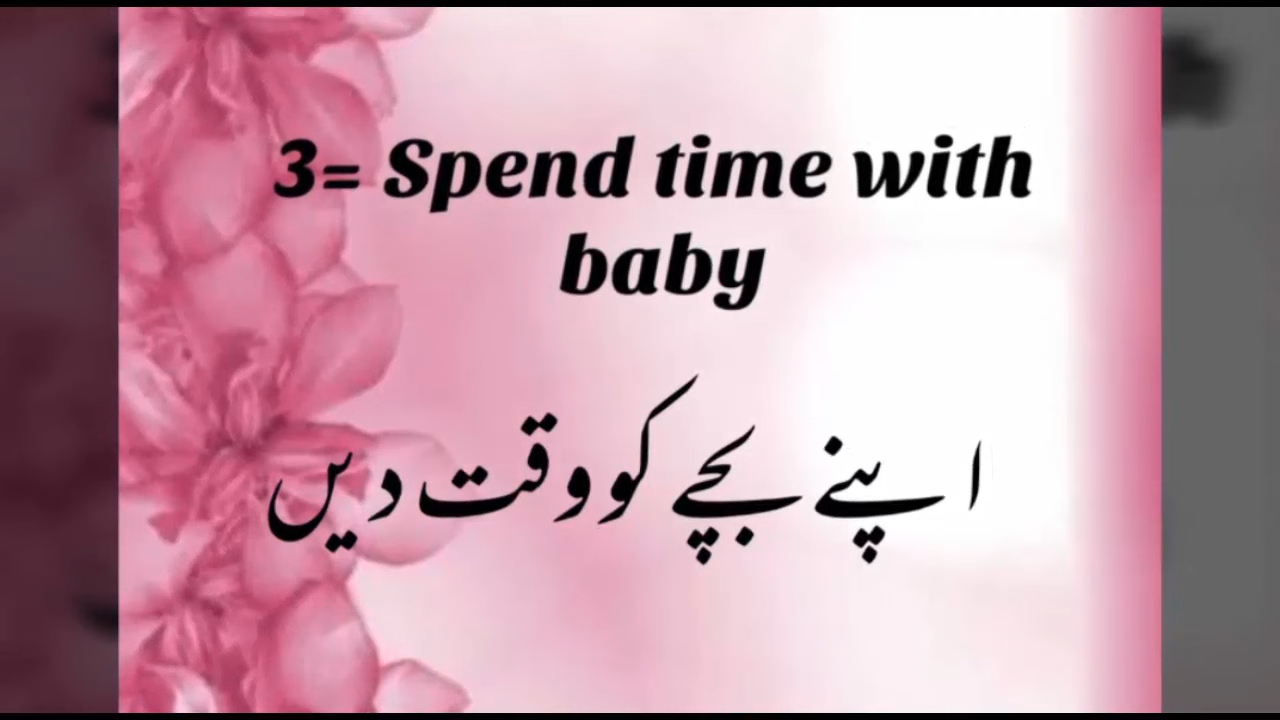 3= Spend time with
baby
اپنے بچے کو وقت دیں